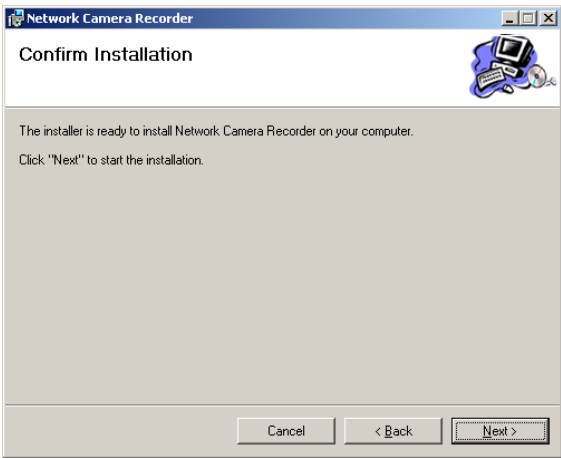 Network Camera Recorder
Confirm Installation
The installer is ready to install Network Camera Recorder on your computer.
Click "Next" to start the installation.
Cancel
< Back
Next >